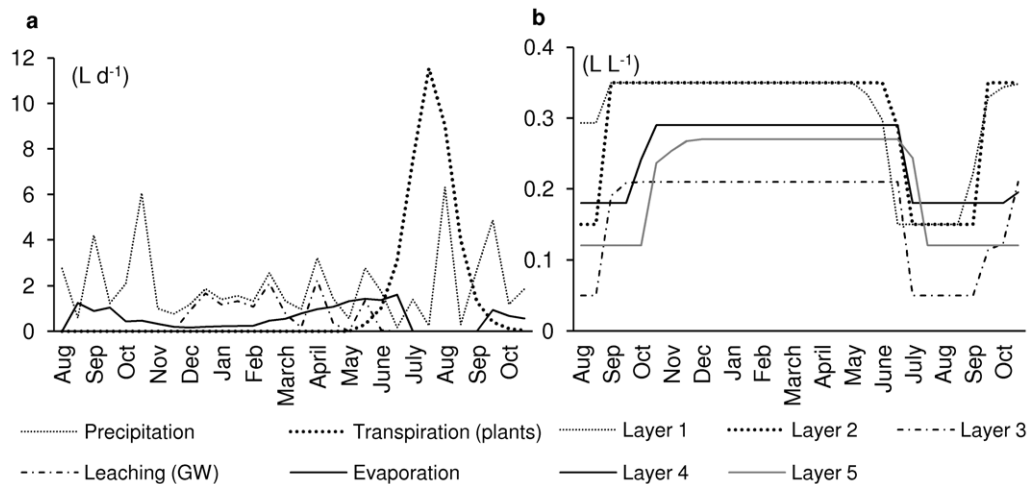 a
(L d-1)
12
10
8
6
4
2
0
Aug Sep Oct Nov Dec Jan Feb March April May June July Aug Sep Oct
b
(L L-1)
0.4
0.3
0.2
0.1
0
Aug Sep Oct Nov Dec Jan Feb March April May June July Aug Sep Oct
Precipitation Transpiration (plants) Layer 1 Layer 2 Layer 3
Leaching (GW) Evaporation Layer 4 Layer 5